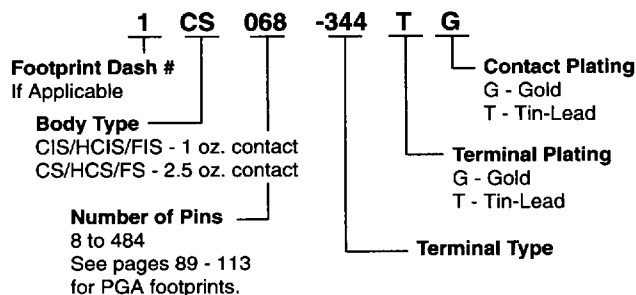 1 CS 068 -344 T G
Footprint Dash #
If Applicable
Body Type
CIS/HCIS/FIS - 1 oz. contact
CS/HCS/FS - 2.5 oz. contact
Number of Pins
8 to 484
See pages 89 - 113
for PGA footprints.
Contact Plating
G - Gold
T - Tin-Lead
Terminal Plating
G - Gold
T - Tin-Lead
Terminal Type